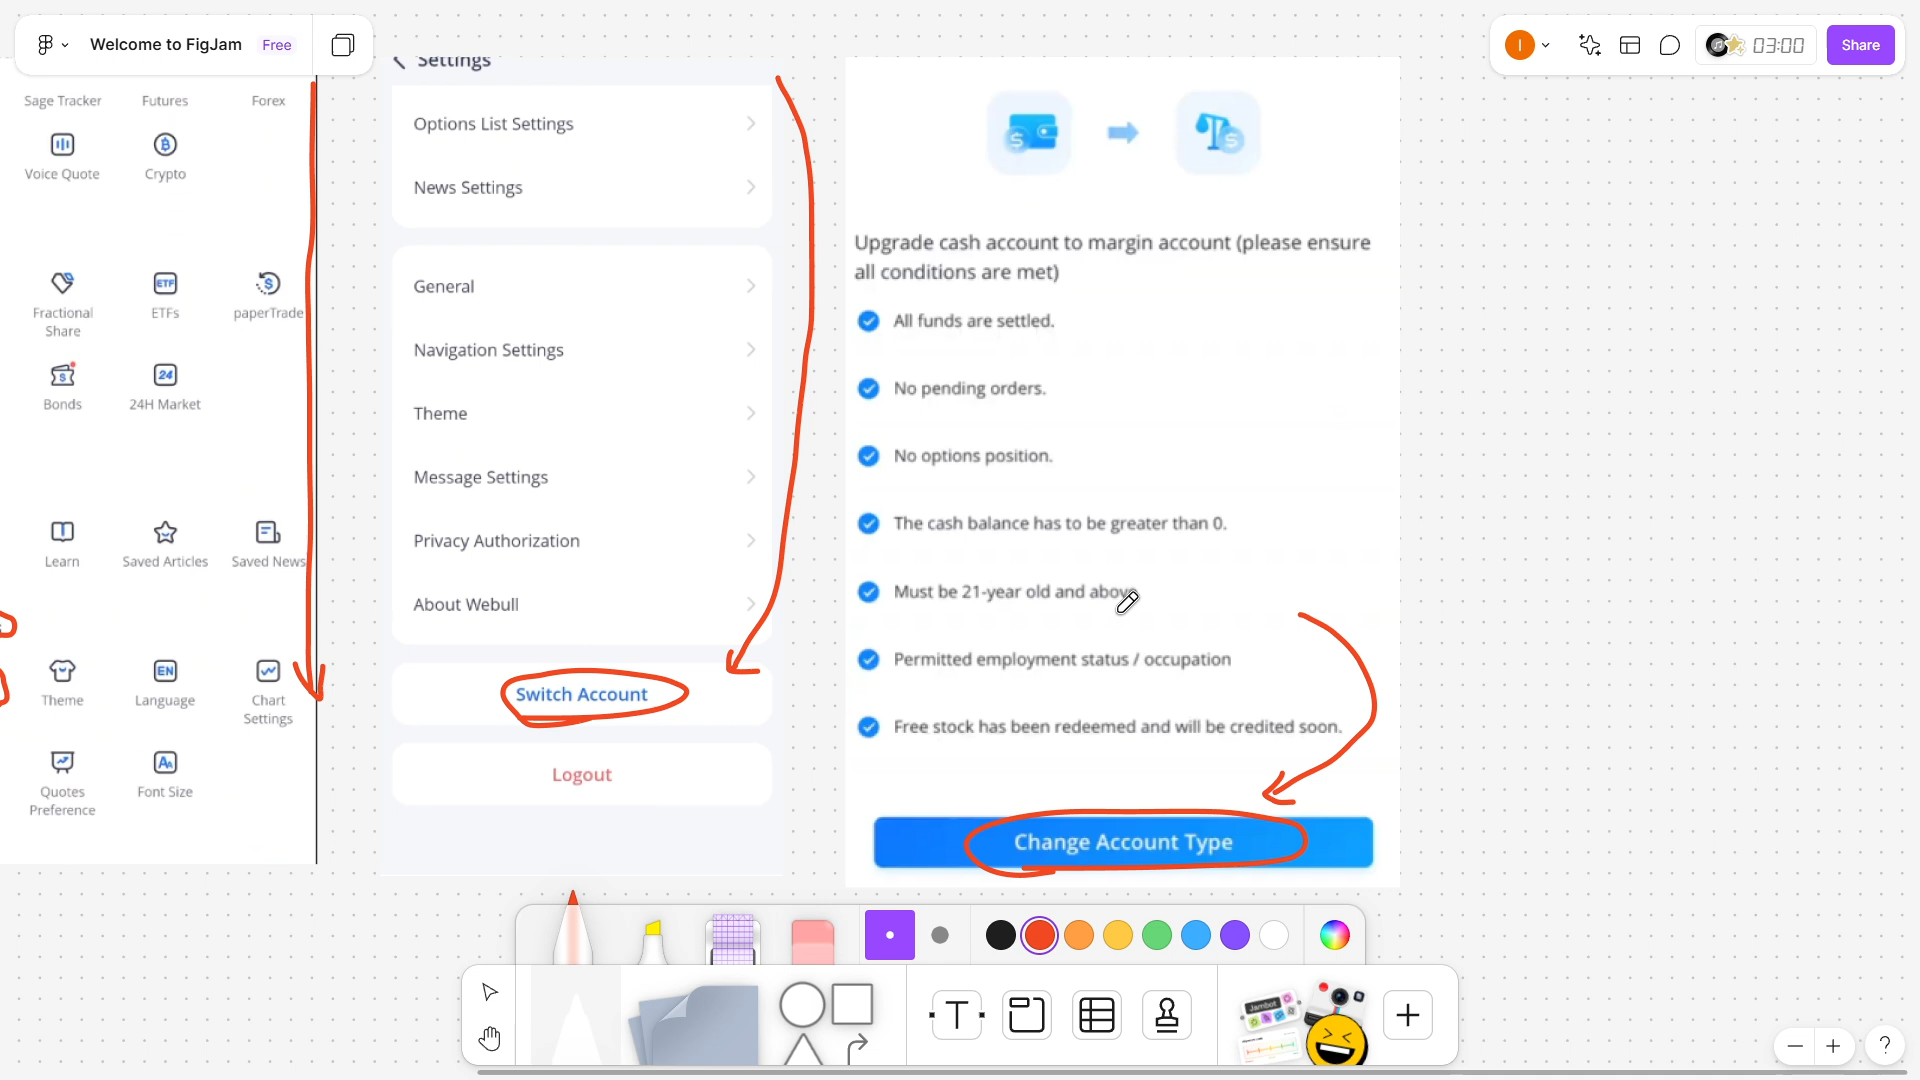 Welcome to FigJam
Free
03:00
Share
Sage Tracker
Futures
Forex
Voice Quote
Crypto
ETF
Fractional
Share
ETFs
paperTrade
24
Bonds
24H Market
Learn
Saved Articles
Saved News
EN
Theme
Language
Chart
Settings
Quotes
Preference
Font Size
Settings
Options List Settings
News Settings
General
Navigation Settings
Theme
Message Settings
Privacy Authorization
About Webull
Switch Account
Logout
Upgrade cash account to margin account (please ensure
all conditions are met)
All funds are settled.
No pending orders.
No options position.
The cash balance has to be greater than 0.
Must be 21-year old and above
Permitted employment status / occupation
Free stock has been redeemed and will be credited soon.
Change Account Type
Jambot